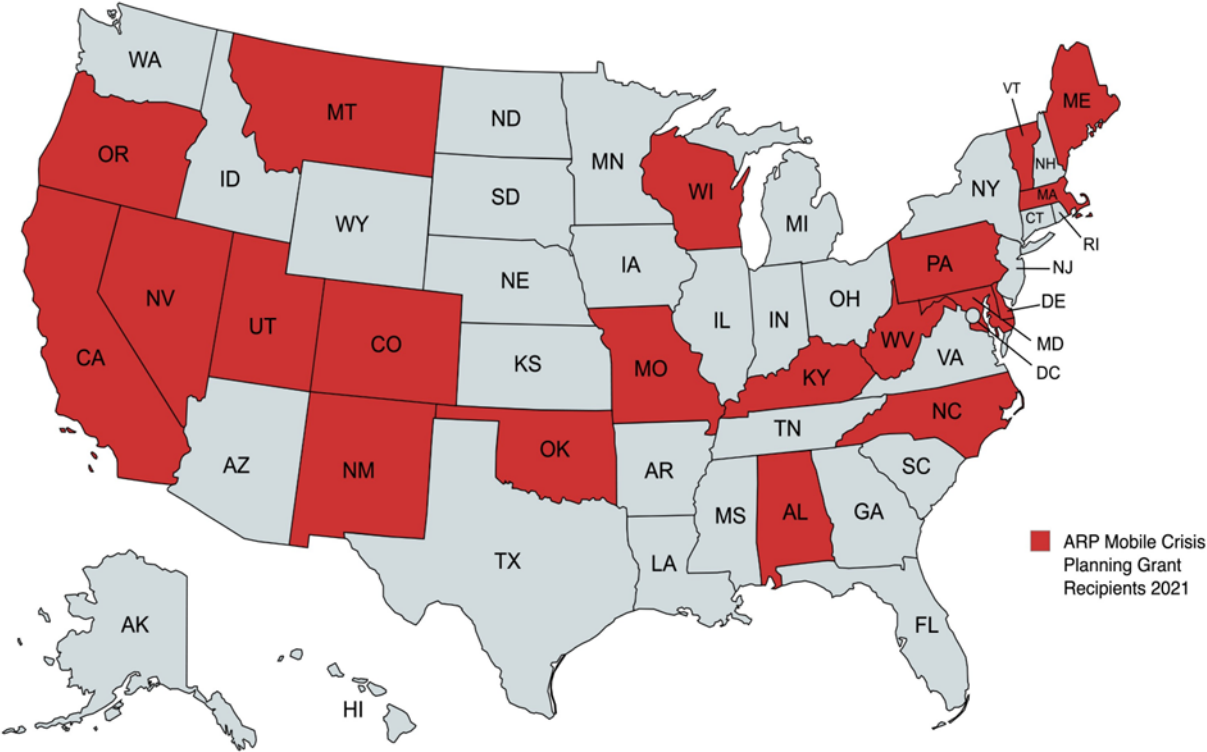 WA
MT
ND
MN
OR
ID
SD
WI
WY
MI
NY
VT
ME
NH
MA
CT
RI
NE
IA
PA
NJ
NV
UT
CO
IL
IN
OH
DE
CA
KS
MO
WV
VA
MD
DC
KY
NC
TN
AZ
NM
OK
AR
SC
MS
AL
GA
TX
LA
FL
AK
HI
ARP Mobile Crisis
Planning Grant
Recipients 2021